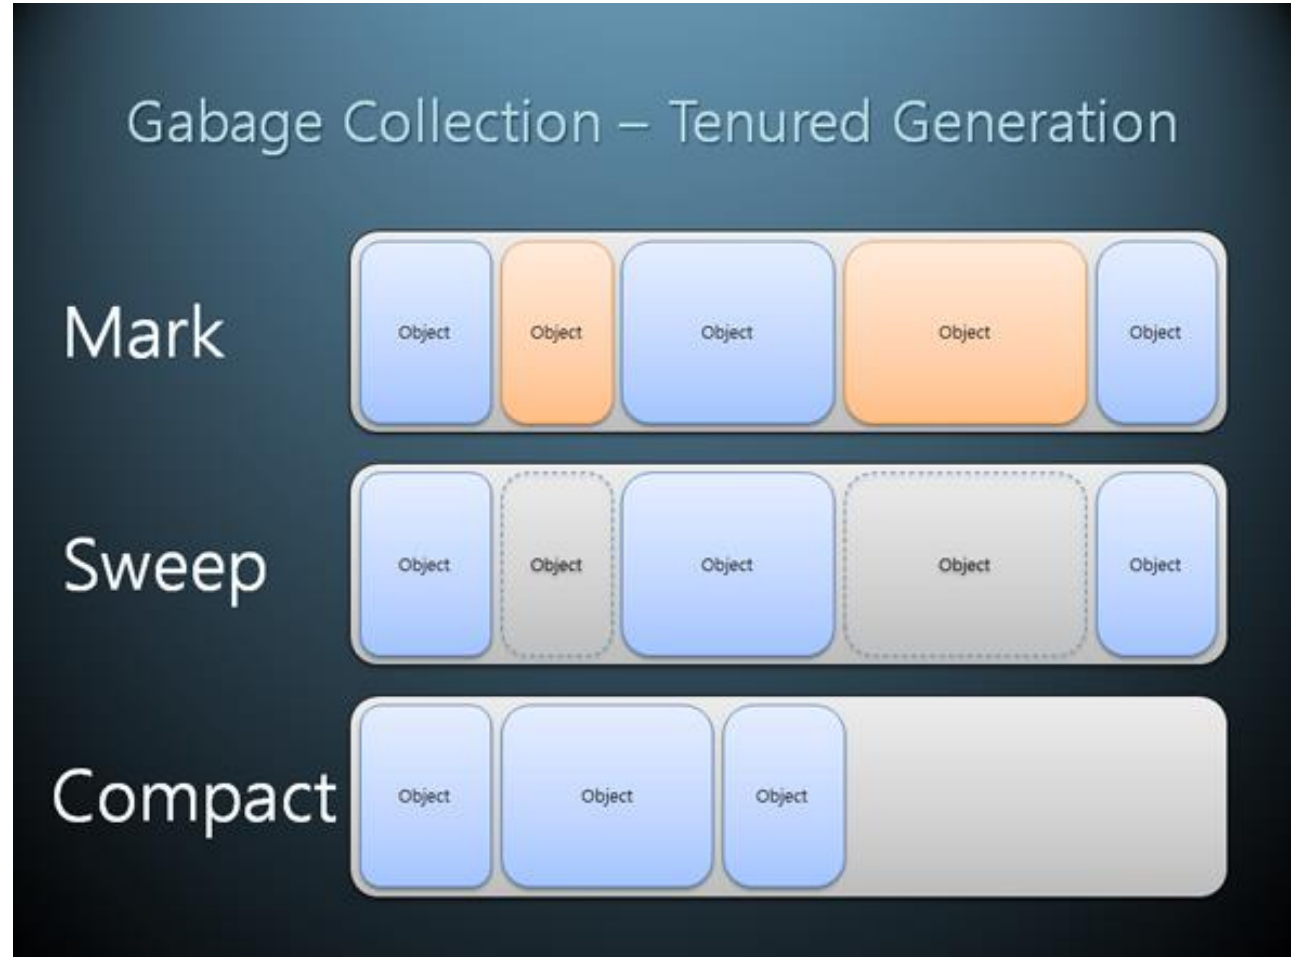 Gabage Collection – Tenured Generation
Mark
Object Object Object Object Object
Sweep
Object Object Object Object Object
Compact
Object Object Object